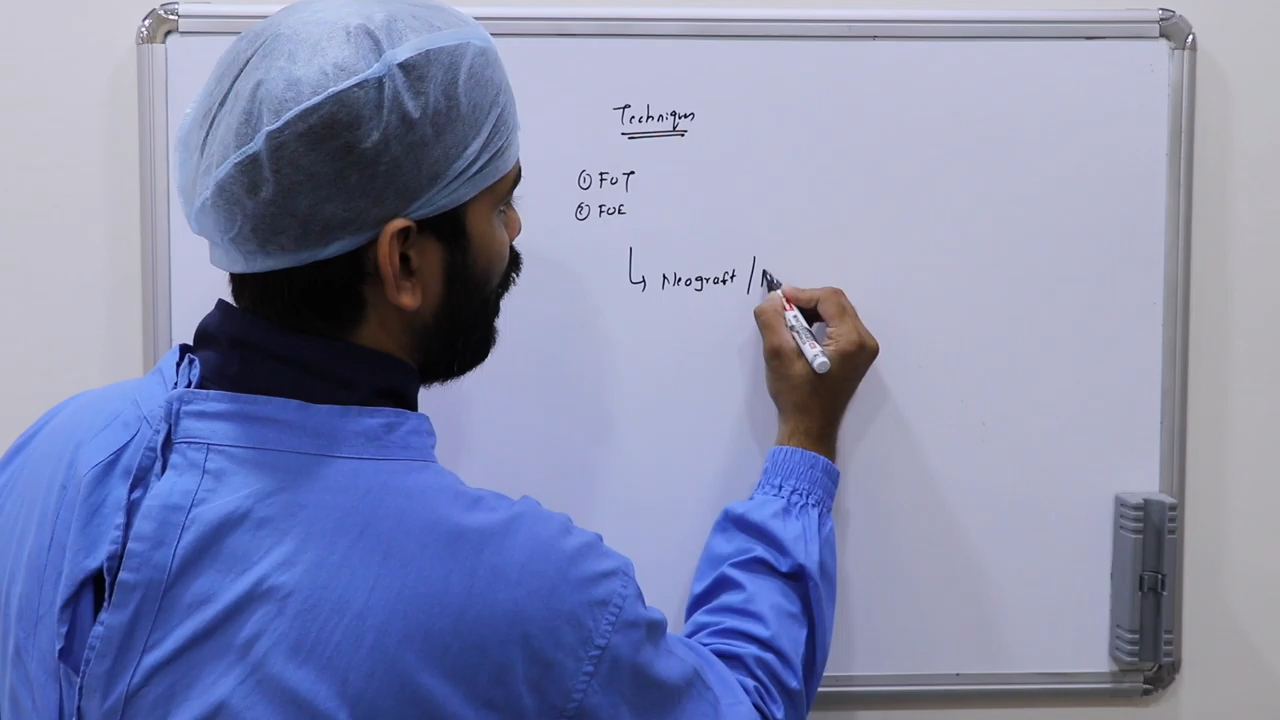 Techniques
① FUT
② FUE
↳ Neograft /